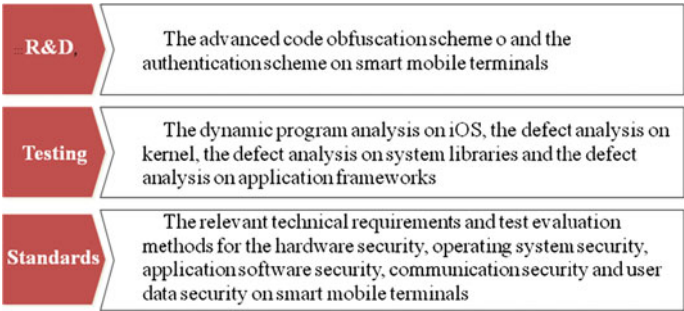 R&D,
The advanced code obfuscation scheme o and the
authentication scheme on smart mobile terminals
Testing
The dynamic program analysis on iOS, the defect analysis on
kernel, the defect analysis on system libraries and the defect
analysis on application frameworks
Standards
The relevant technical requirements and test evaluation
methods for the hardware security, operating system security,
application software security, communication security and user
data security on smart mobile terminals